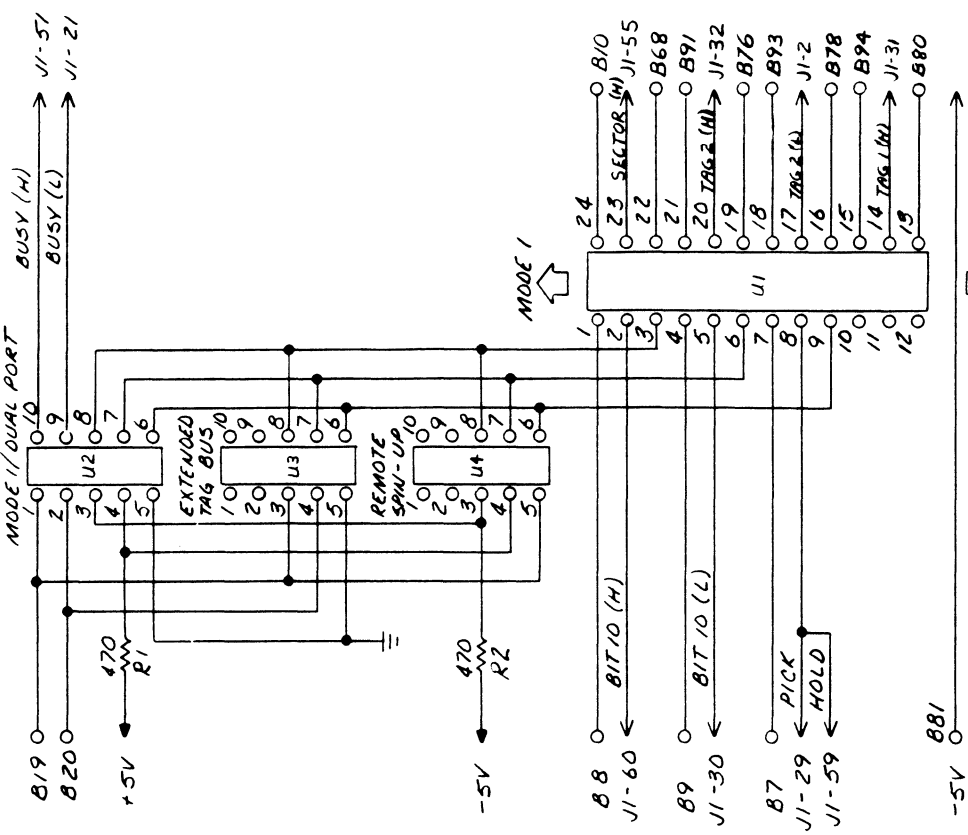 J1-51
J1-21
BUSY (H)
BUSY (L)
MODE 1/DUAL PORT
10
9
8
7
6
U2
1
2
3
4
5
EXTENDED
TAG BUS
10
9
8
7
6
U3
1
2
3
4
5
REMOTE
SPIN-UP
10
9
8
7
6
U4
1
2
3
4
5
B19
B20
+5V
470
R1
-5V
470
R2
MODE 1
U1
1
2
3
4
5
6
7
8
9
10
11
12
24
23
22
21
20
19
18
17
16
15
14
13
B10
SECTOR (H)
J1-55
B68
B91
TAG 2 (H)
J1-32
B76
B93
TAG 2 (L)
J1-2
B78
B94
TAG 1 (H)
J1-31
B80
B8
BIT 10 (H)
J1-60
B9
BIT 10 (L)
J1-30
B7
PICK
J1-29
HOLD
J1-59
B81
-5V